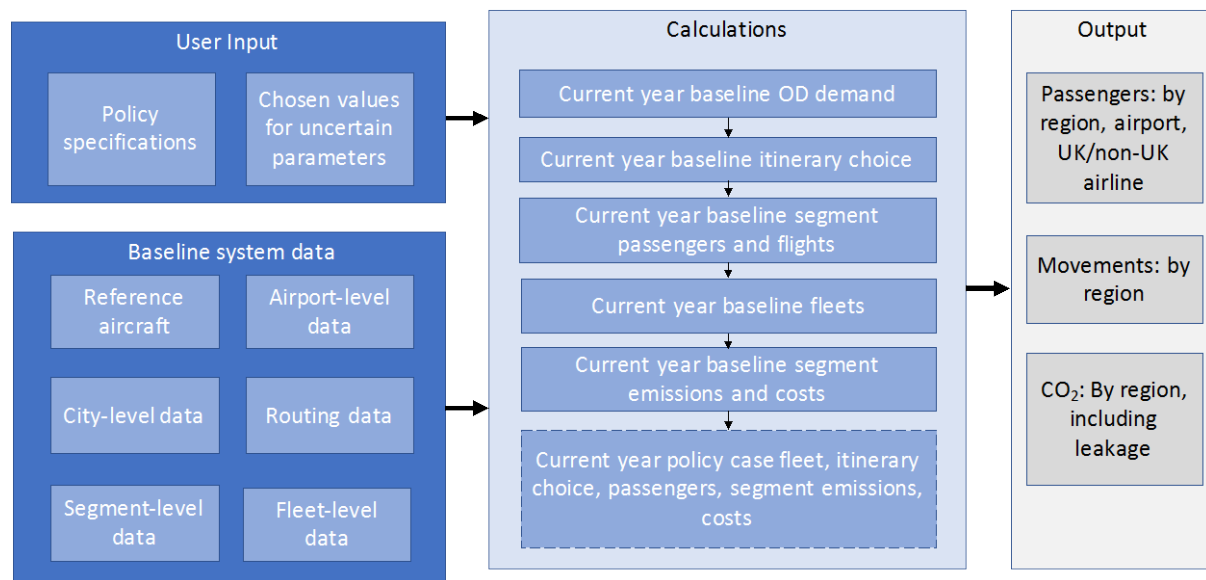 User Input
Policy
specifications
Chosen values
for uncertain
parameters
Baseline system data
Reference
aircraft
Airport-level
data
City-level data
Routing data
Segment-level
data
Fleet-level
data
Calculations
Current year baseline OD demand
Current year baseline itinerary choice
Current year baseline segment
passengers and flights
Current year baseline fleets
Current year baseline segment
emissions and costs
Current year policy case fleet, itinerary
choice, passengers, segment emissions,
costs
Output
Passengers: by
region, airport,
UK/non-UK
airline
Movements: by
region
CO₂: By region,
including
leakage